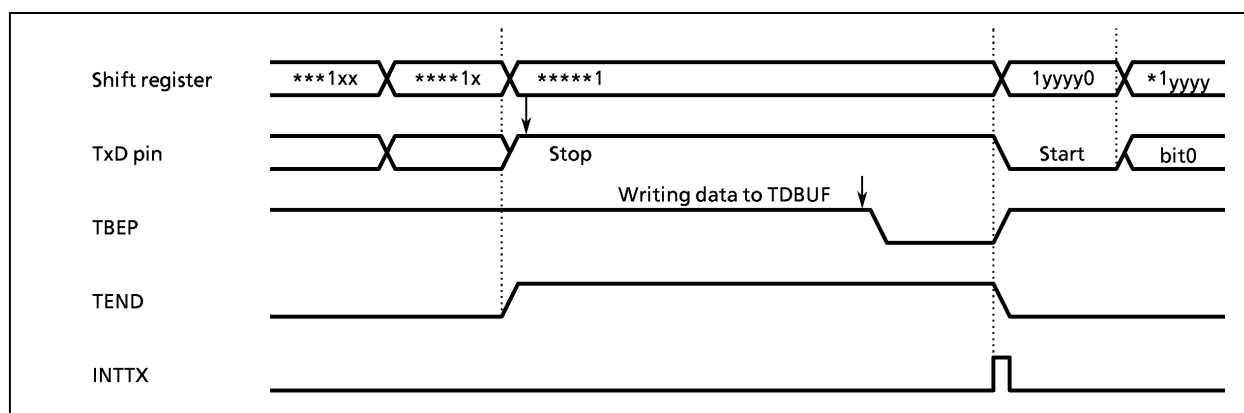 Shift register ***1xx ****1x *****1 1yyyy0 *1yyyy
TxD pin Stop Start bit0
Writing data to TDBUF
TBEP
TEND
INTTX